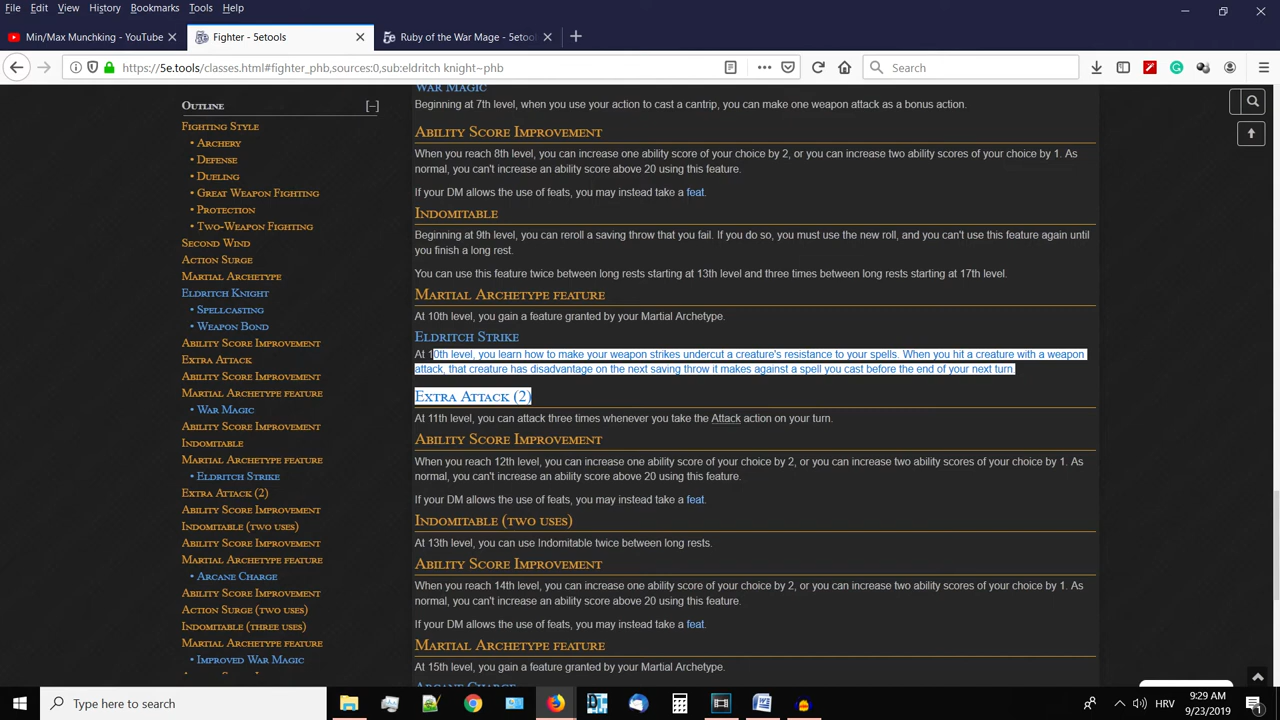 File Edit View History Bookmarks Tools Help
Min/Max Munchking - YouTube
Fighter - 5etools
Ruby of the War Mage - 5etool
https://5e.tools/classes.html#fighter_phb,sources:0,sub:eldritch knight~phb
Search
Outline [–]
Fighting Style
• Archery
• Defense
• Dueling
• Great Weapon Fighting
• Protection
• Two-Weapon Fighting
Second Wind
Action Surge
Martial Archetype
Eldritch Knight
• Spellcasting
• Weapon Bond
Ability Score Improvement
Extra Attack
Ability Score Improvement
Martial Archetype feature
• War Magic
Ability Score Improvement
Indomitable
Martial Archetype feature
• Eldritch Strike
Extra Attack (2)
Ability Score Improvement
Indomitable (two uses)
Ability Score Improvement
Martial Archetype feature
• Arcane Charge
Ability Score Improvement
Action Surge (two uses)
Indomitable (three uses)
Martial Archetype feature
• Improved War Magic
War Magic
Beginning at 7th level, when you use your action to cast a cantrip, you can make one weapon attack as a bonus action.
Ability Score Improvement
When you reach 8th level, you can increase one ability score of your choice by 2, or you can increase two ability scores of your choice by 1. As
normal, you can't increase an ability score above 20 using this feature.
If your DM allows the use of feats, you may instead take a feat.
Indomitable
Beginning at 9th level, you can reroll a saving throw that you fail. If you do so, you must use the new roll, and you can't use this feature again until
you finish a long rest.
You can use this feature twice between long rests starting at 13th level and three times between long rests starting at 17th level.
Martial Archetype feature
At 10th level, you gain a feature granted by your Martial Archetype.
Eldritch Strike
At 10th level, you learn how to make your weapon strikes undercut a creature's resistance to your spells. When you hit a creature with a weapon
attack, that creature has disadvantage on the next saving throw it makes against a spell you cast before the end of your next turn.
Extra Attack (2)
At 11th level, you can attack three times whenever you take the Attack action on your turn.
Ability Score Improvement
When you reach 12th level, you can increase one ability score of your choice by 2, or you can increase two ability scores of your choice by 1. As
normal, you can't increase an ability score above 20 using this feature.
If your DM allows the use of feats, you may instead take a feat.
Indomitable (two uses)
At 13th level, you can use Indomitable twice between long rests.
Ability Score Improvement
When you reach 14th level, you can increase one ability score of your choice by 2, or you can increase two ability scores of your choice by 1. As
normal, you can't increase an ability score above 20 using this feature.
If your DM allows the use of feats, you may instead take a feat.
Martial Archetype feature
At 15th level, you gain a feature granted by your Martial Archetype.
Arcane Charge
Type here to search
HRV
9:29 AM
9/23/2019